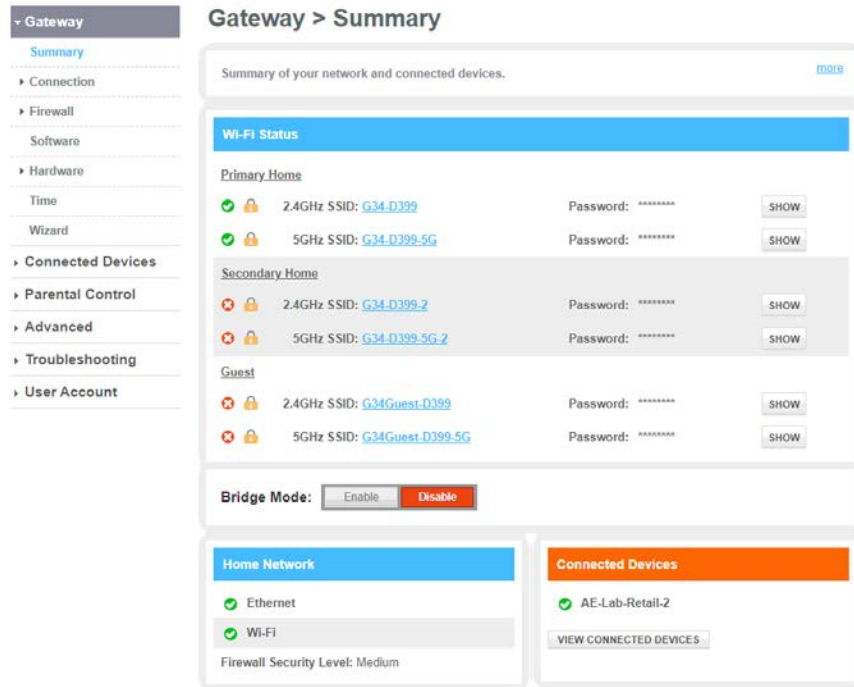 Gateway
Summary
Connection
Firewall
Software
Hardware
Time
Wizard
Connected Devices
Parental Control
Advanced
Troubleshooting
User Account
Gateway > Summary
Summary of your network and connected devices.
more
Wi-Fi Status
Primary Home
2.4GHz SSID: G34-D399 Password: ******** SHOW
5GHz SSID: G34-D399-5G Password: ******** SHOW
Secondary Home
2.4GHz SSID: G34-D399-2 Password: ******** SHOW
5GHz SSID: G34-D399-5G-2 Password: ******** SHOW
Guest
2.4GHz SSID: G34Guest-D399 Password: ******** SHOW
5GHz SSID: G34Guest-D399-5G Password: ******** SHOW
Bridge Mode: Enable Disable
Home Network
Ethernet
Wi-Fi
Firewall Security Level: Medium
Connected Devices
AE-Lab-Retail-2
VIEW CONNECTED DEVICES